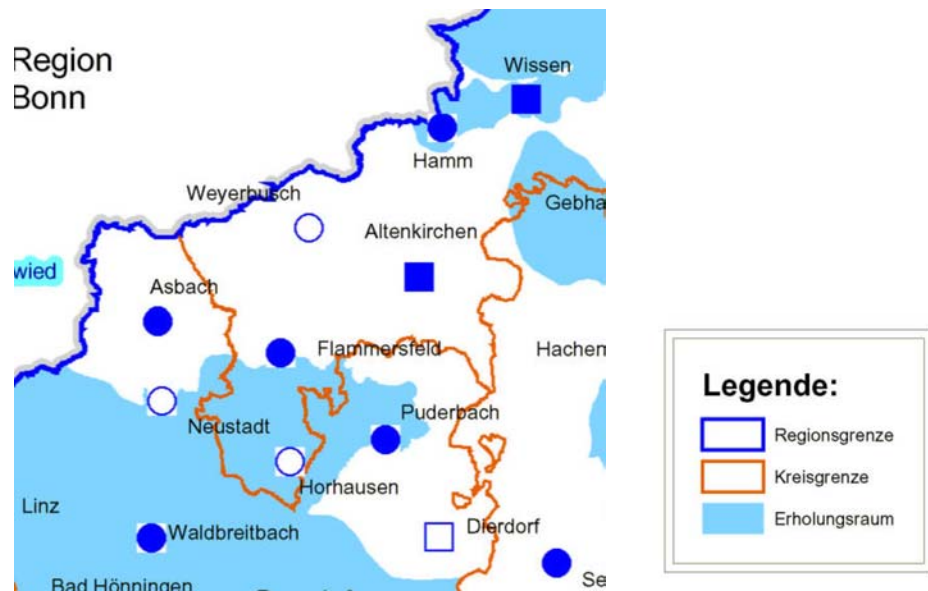 Region
Bonn
Wissen
Hamm
Weyerbusch
Gebha
Altenkirchen
wied
Asbach
Flammersfeld
Hachem
Puderbach
Neustadt
Horhausen
Linz
Waldbreitbach
Dierdorf
Bad Hönningen
Se
Legende:
Regionsgrenze
Kreisgrenze
Erholungsraum